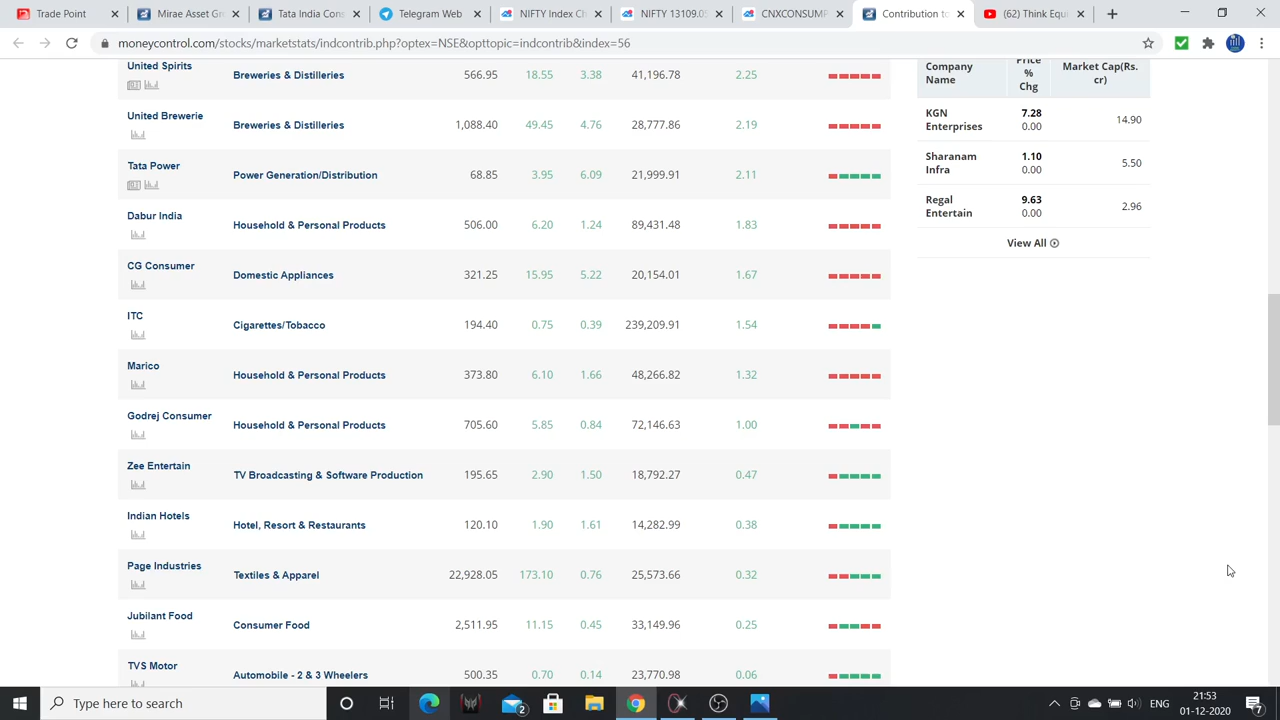 Trade Point
Mirae Asset Gr
Tata India Cons
Telegram Web
NIFTY Index C
NIFTY 13109.05
CNXCONSUMP
Contribution to
(62) Think Equ
moneycontrol.com/stocks/marketstats/indcontrib.php?optex=NSE&opttopic=indcontrib&index=56
United Spirits Breweries & Distilleries 566.95 18.55 3.38 41,196.78 2.25
United Brewerie Breweries & Distilleries 1,088.40 49.45 4.76 28,777.86 2.19
Tata Power Power Generation/Distribution 68.85 3.95 6.09 21,999.91 2.11
Dabur India Household & Personal Products 506.00 6.20 1.24 89,431.48 1.83
CG Consumer Domestic Appliances 321.25 15.95 5.22 20,154.01 1.67
ITC Cigarettes/Tobacco 194.40 0.75 0.39 239,209.91 1.54
Marico Household & Personal Products 373.80 6.10 1.66 48,266.82 1.32
Godrej Consumer Household & Personal Products 705.60 5.85 0.84 72,146.63 1.00
Zee Entertain TV Broadcasting & Software Production 195.65 2.90 1.50 18,792.27 0.47
Indian Hotels Hotel, Resort & Restaurants 120.10 1.90 1.61 14,282.99 0.38
Page Industries Textiles & Apparel 22,928.05 173.10 0.76 25,573.66 0.32
Jubilant Food Consumer Food 2,511.95 11.15 0.45 33,149.96 0.25
TVS Motor Automobile - 2 & 3 Wheelers 500.35 0.70 0.14 23,770.98 0.06
Company
Name
Price
%
Chg
Market Cap(Rs.
cr)
KGN
Enterprises
7.28
0.00
14.90
Sharanam
Infra
1.10
0.00
5.50
Regal
Entertain
9.63
0.00
2.96
View All
Type here to search
2
ENG
21:53
01-12-2020
7